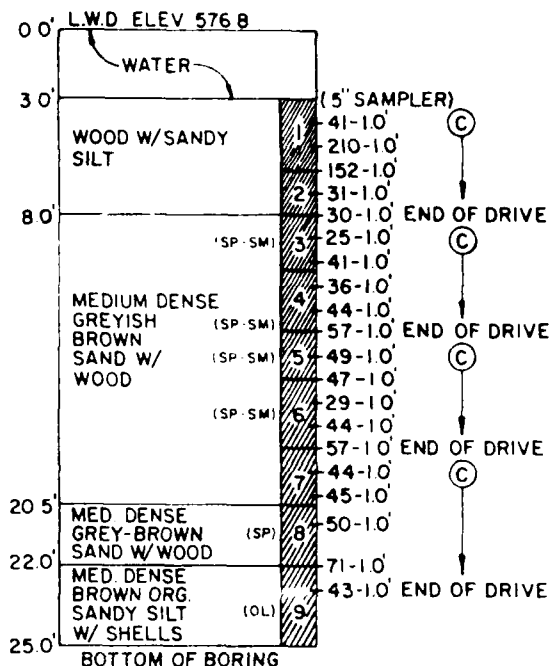 L.W.D ELEV 576 8
0 0'
WATER
3 0'
(5" SAMPLER)
WOOD W/SANDY
SILT
1
41-1.0'
C
210-1.0'
152-1.0'
2
31-1.0'
8.0'
30-1.0' END OF DRIVE
(SP-SM)
3
25-1.0'
C
41-1.0'
4
36-1.0'
44-1.0'
MEDIUM DENSE
GREYISH
BROWN
SAND W/
WOOD
(SP-SM)
57-1.0' END OF DRIVE
(SP-SM)
5
49-1.0'
C
47-1 0'
(SP-SM)
6
29-1.0'
44-1 0'
57-1 0' END OF DRIVE
7
44-1.0'
C
45-1.0'
20 5'
MED. DENSE
GREY-BROWN
SAND W/WOOD
(SP)
8
50-1.0'
22.0'
71-1.0'
MED. DENSE
BROWN ORG.
SANDY SILT
W/ SHELLS
(OL)
9
43-1.0' END OF DRIVE
25.0'
BOTTOM OF BORING